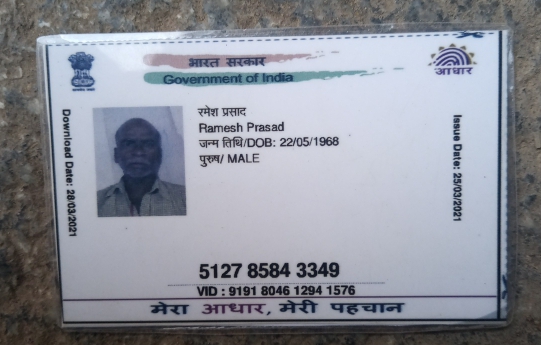 भारत सरकार
Government of India
आधार
Download Date: 28/03/2021
रमेश प्रसाद
Ramesh Prasad
जन्म तिथि/DOB: 22/05/1968
पुरुष/ MALE
Issue Date: 25/03/2021
5127 8584 3349
VID : 9191 8046 1294 1576
मेरा आधार, मेरी पहचान